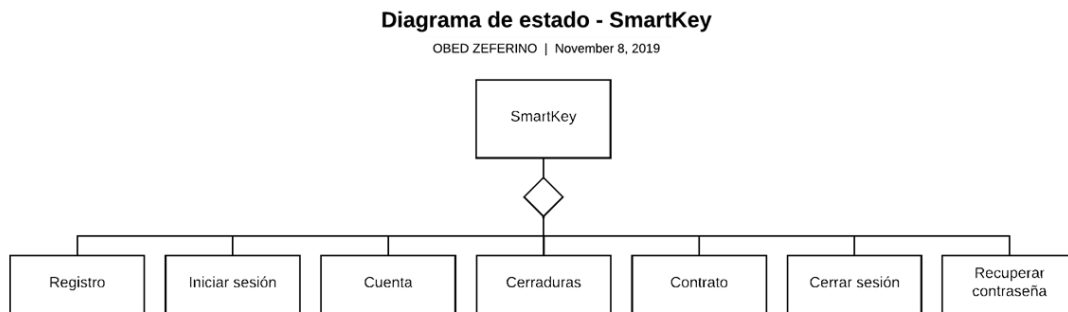 Diagrama de estado - SmartKey
OBED ZEFERINO | November 8, 2019
SmartKey
Registro
Iniciar sesión
Cuenta
Cerraduras
Contrato
Cerrar sesión
Recuperar
contraseña